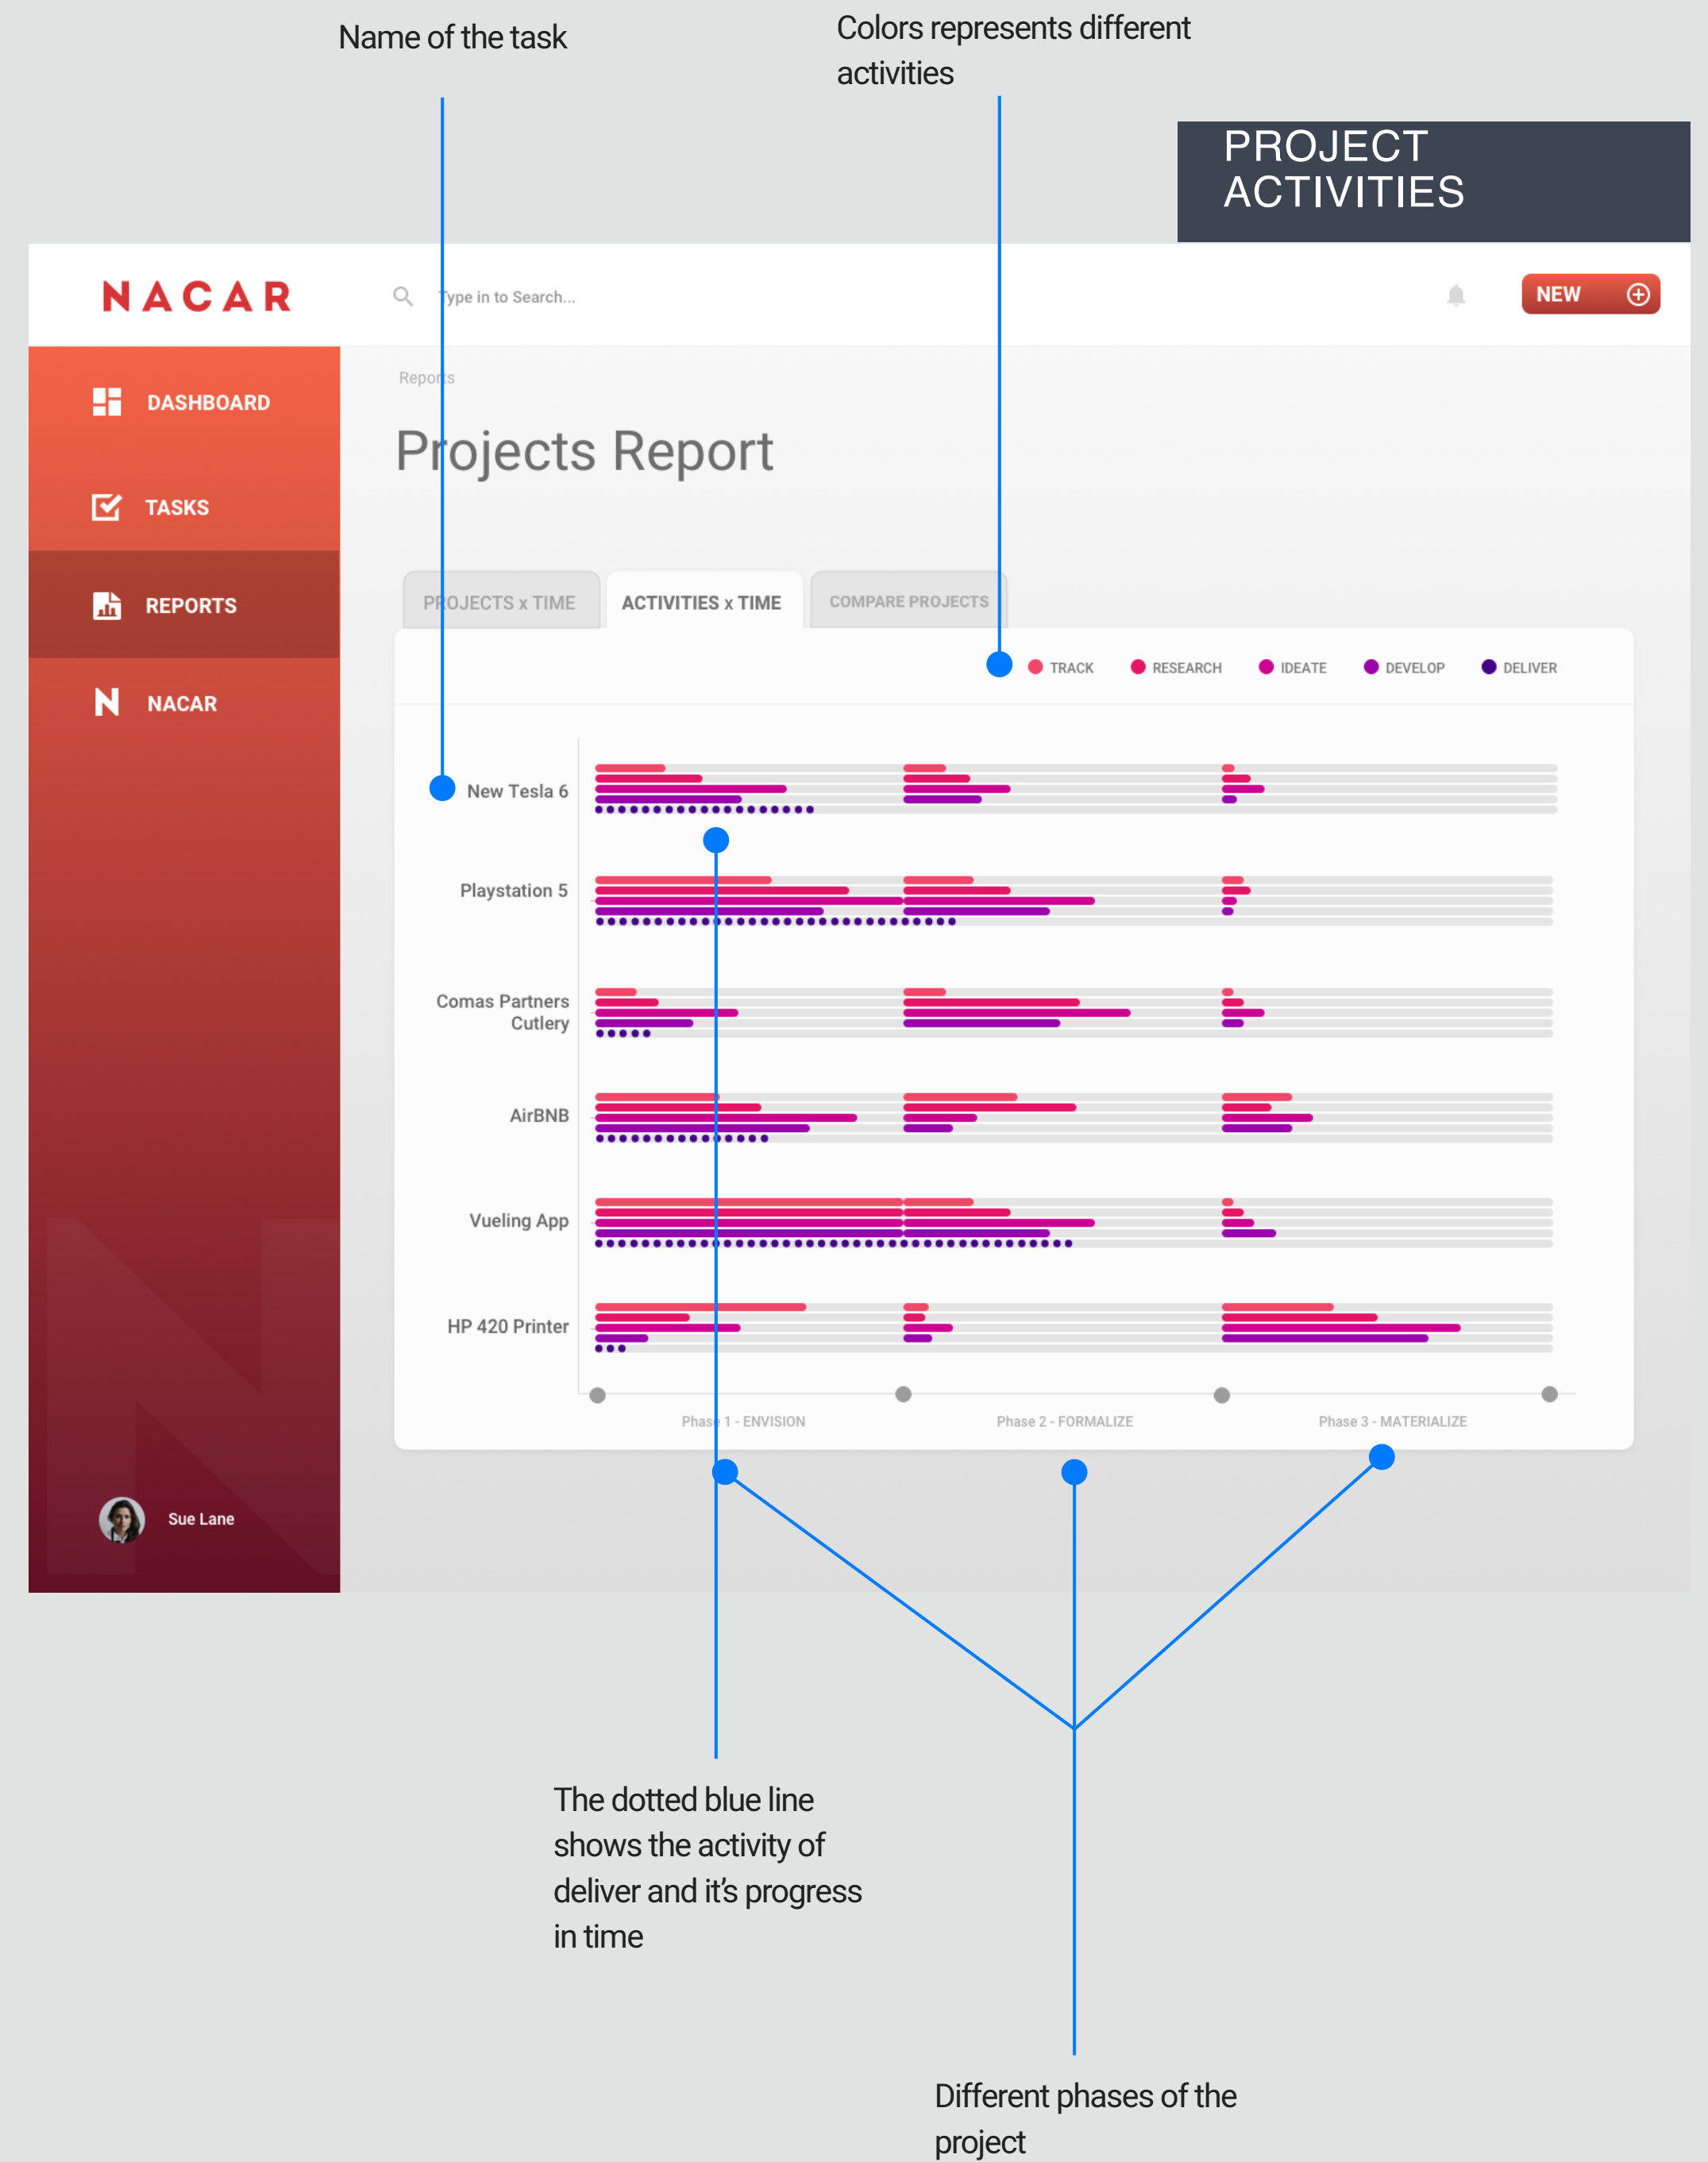 Name of the task
Colors represents different
activities
PROJECT
ACTIVITIES
NACAR
Type in to Search...
NEW
DASHBOARD
TASKS
REPORTS
NACAR
Sue Lane
Reports
Projects Report
PROJECTS x TIME
ACTIVITIES x TIME
COMPARE PROJECTS
TRACK
RESEARCH
IDEATE
DEVELOP
DELIVER
New Tesla 6
Playstation 5
Comas Partners
Cutlery
AirBNB
Vueling App
HP 420 Printer
Phase 1 - ENVISION
Phase 2 - FORMALIZE
Phase 3 - MATERIALIZE
The dotted blue line
shows the activity of
deliver and it’s progress
in time
Different phases of the
project